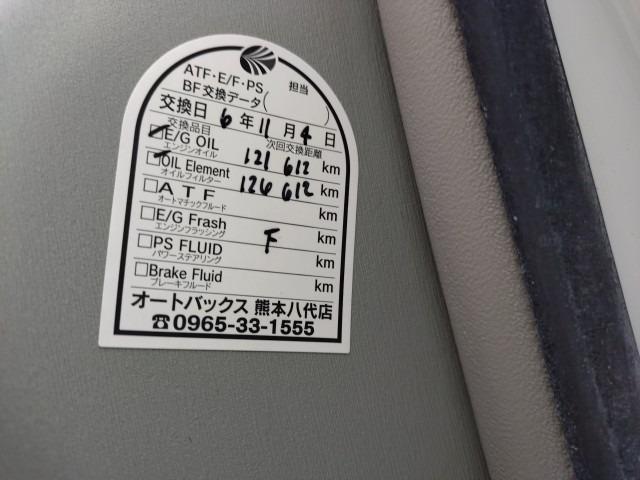 ATF・E/F・PS
BF交換データ( 担当 )
交換日 6 年 11 月 4 日
交換品目 次回交換距離
E/G OIL 121 612 km
エンジンオイル
OIL Element 126 612 km
オイルフィルター
ATF km
オートマチックフルード
E/G Frash F km
エンジンフラッシング
PS FLUID km
パワーステアリング
Brake Fluid km
ブレーキフルード
オートバックス 熊本八代店
☎0965-33-1555